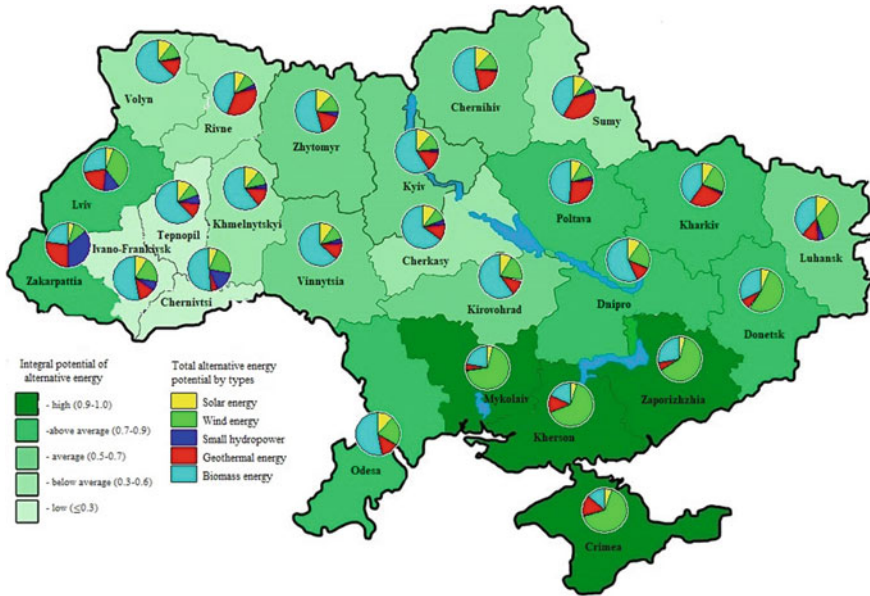 Volyn
Rivne
Zhytomyr
Chernihiv
Sumy
Kyiv
Lviv
Tepnopil
Khmelnytskyi
Poltava
Kharkiv
Ivano-Frankivsk
Zakarpattia
Chernivtsi
Vinnytsia
Cherkasy
Luhansk
Kirovohrad
Dnipro
Donetsk
Mykolaiv
Zaporizhzhia
Kherson
Odesa
Crimea
Integral potential of
alternative energy
- high (0.9-1.0)
-above average (0.7-0.9)
- average (0.5-0.7)
- below average (0.3-0.6)
- low (≤0.3)
Total alternative energy
potential by types
Solar energy
Wind energy
Small hydropower
Geothermal energy
Biomass energy